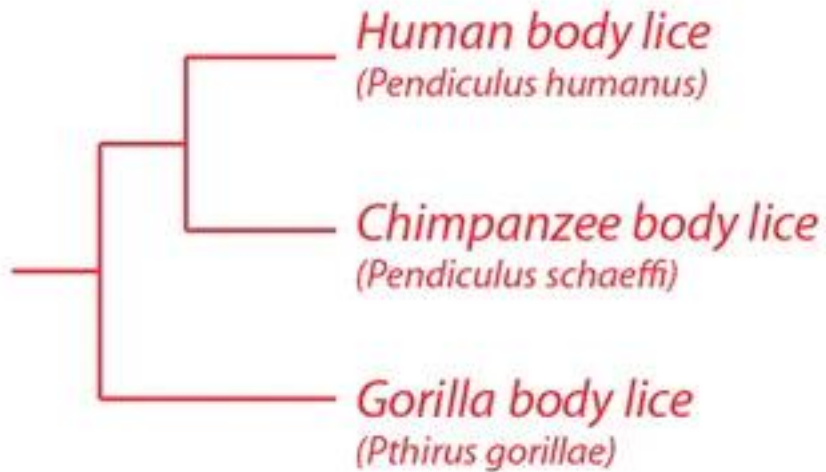 Human body lice
(Pendiculus humanus)
Chimpanzee body lice
(Pendiculus schaeffi)
Gorilla body lice
(Pthirus gorillae)